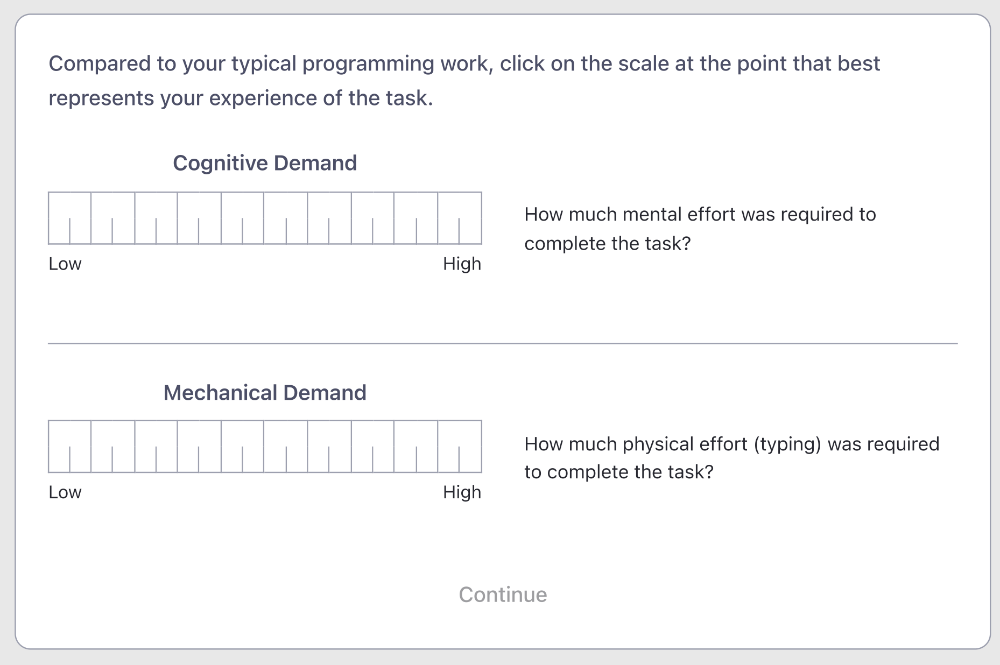 Compared to your typical programming work, click on the scale at the point that best
represents your experience of the task.
Cognitive Demand
How much mental effort was required to
complete the task?
Low High
Mechanical Demand
How much physical effort (typing) was required
to complete the task?
Low High
Continue